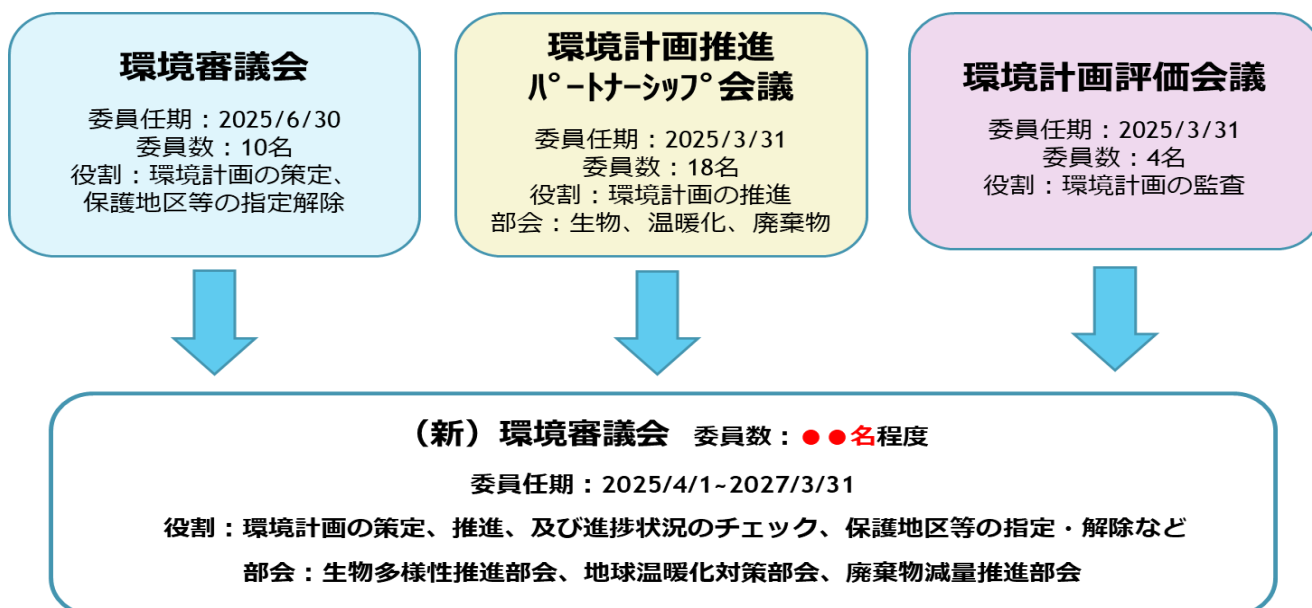 環境審議会
委員任期：2025/6/30
委員数：10名
役割：環境計画の策定、
保護地区等の指定解除
環境計画推進
ﾊﾟｰﾄﾅｰｼｯﾌﾟ会議
委員任期：2025/3/31
委員数：18名
役割：環境計画の推進
部会：生物、温暖化、廃棄物
環境計画評価会議
委員任期：2025/3/31
委員数：4名
役割：環境計画の監査
（新）環境審議会　委員数：●●名程度
委員任期：2025/4/1~2027/3/31
役割：環境計画の策定、推進、及び進捗状況のチェック、保護地区等の指定・解除など
部会：生物多様性推進部会、地球温暖化対策部会、廃棄物減量推進部会